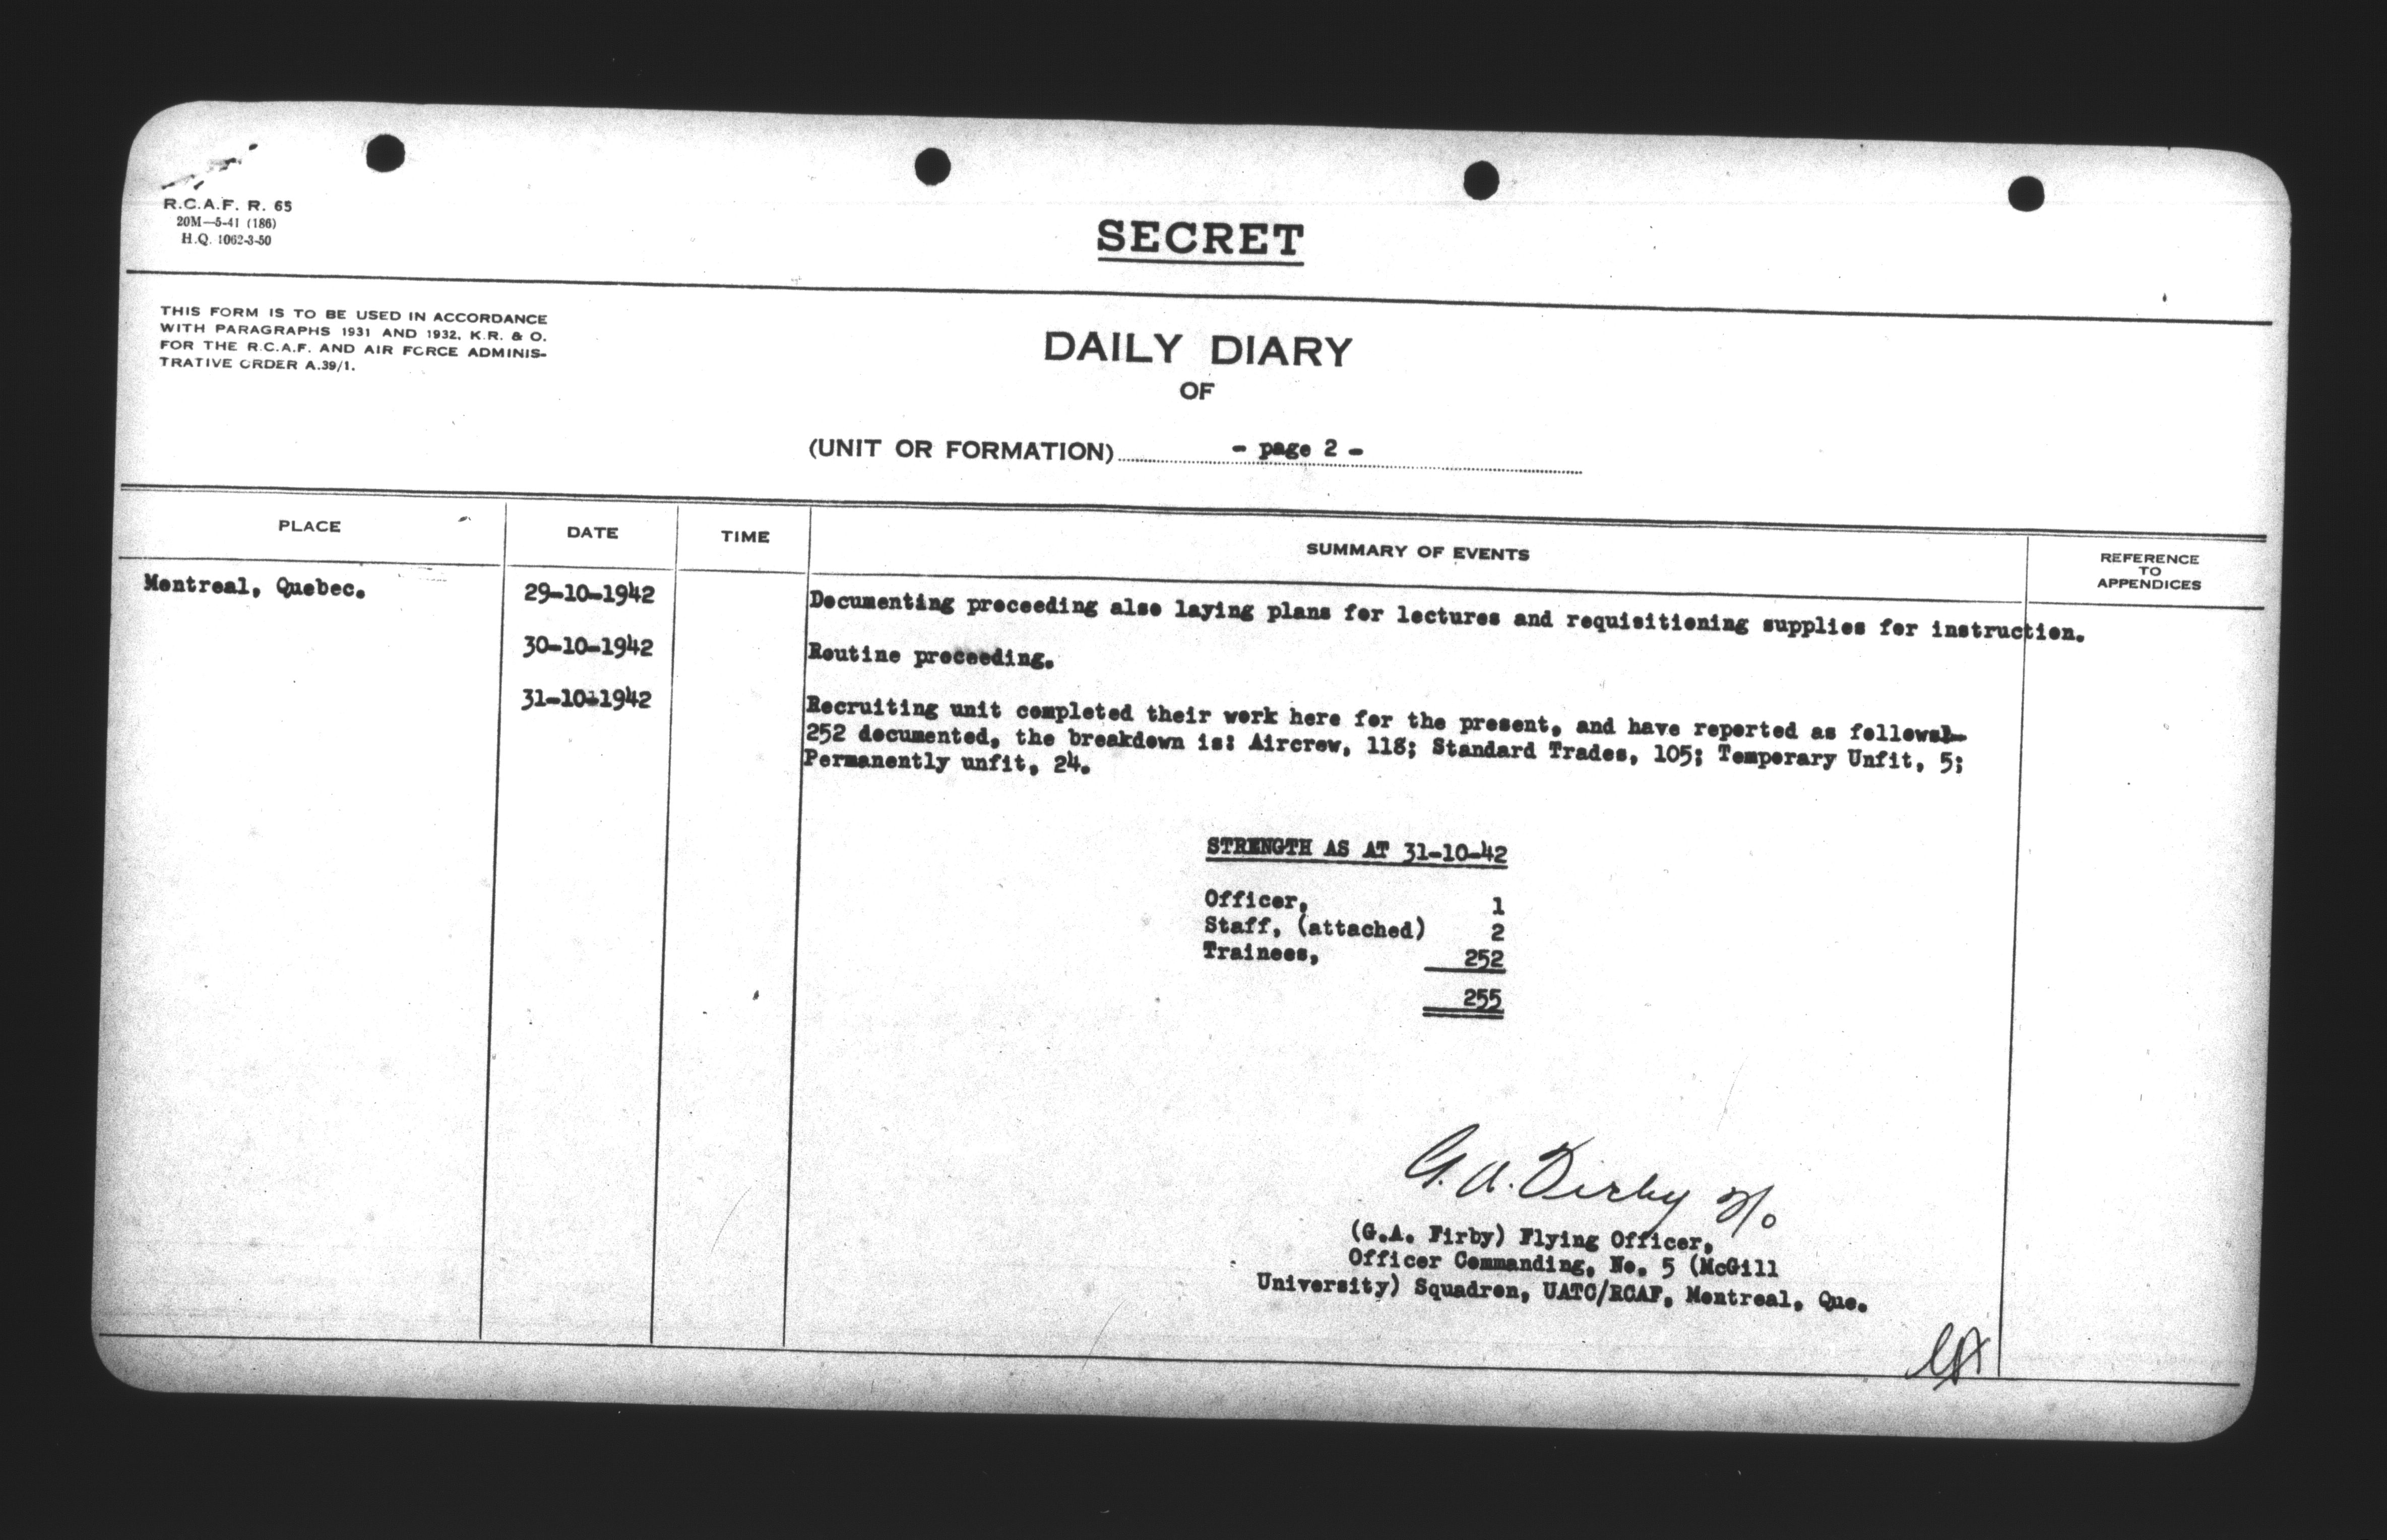 R.C.A.F. R. 65
20M—5-41 (186)
H.Q. 1062-3-50
SECRET
THIS FORM IS TO BE USED IN ACCORDANCE
WITH PARAGRAPHS 1931 AND 1932, K.R. & O.
FOR THE R.C.A.F. AND AIR FORCE ADMINIS-
TRATIVE ORDER A.39/1.
DAILY DIARY
OF
(UNIT OR FORMATION) - page 2 -
PLACE DATE TIME SUMMARY OF EVENTS REFERENCE TO APPENDICES
Montreal, Quebec. 29-10-1942 Documenting proceeding also laying plans for lectures and requisitioning supplies for instruction.
30-10-1942 Routine proceeding.
31-10-1942 Recruiting unit completed their work here for the present, and have reported as follows:-
252 documented, the breakdown is: Aircrew, 118; Standard Trades, 105; Temporary Unfit, 5;
Permanently unfit, 24.
STRENGTH AS AT 31-10-42
Officer, 1
Staff, (attached) 2
Trainees, 252
255
G. A. Firby F/O
(G.A. Firby) Flying Officer,
Officer Commanding, No. 5 (McGill
University) Squadron, UATC/RCAF, Montreal, Que.